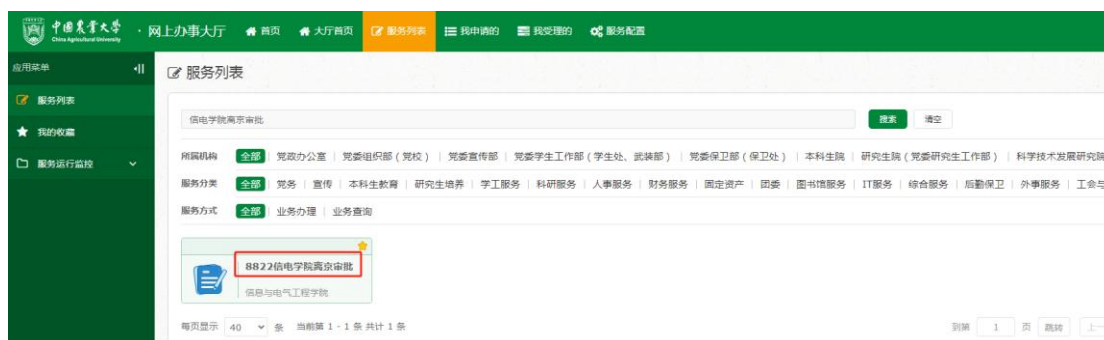 中国农业大学
China Agricultural University
· 网上办事大厅 首页 大厅首页 服务列表 我申请的 我受理的 服务配置
应用菜单
服务列表
我的收藏
服务运行监控
服务列表
信电学院离京审批 搜索 清空
所属机构 全部 党政办公室 党委组织部(党校) 党委宣传部 党委学生工作部(学生处、武装部) 党委保卫部(保卫处) 本科生院 研究生院(党委研究生工作部) 科学技术发展研究院
服务分类 全部 党务 宣传 本科生教育 研究生培养 学工服务 科研服务 人事服务 财务服务 固定资产 团委 图书馆服务 IT服务 综合服务 后勤保卫 外事服务 工会与
服务方式 全部 业务办理 业务查询
8822信电学院离京审批
信息与电气工程学院
每页显示 40 条 当前第 1 - 1 条 共计 1 条 到第 1 页 跳转 上一